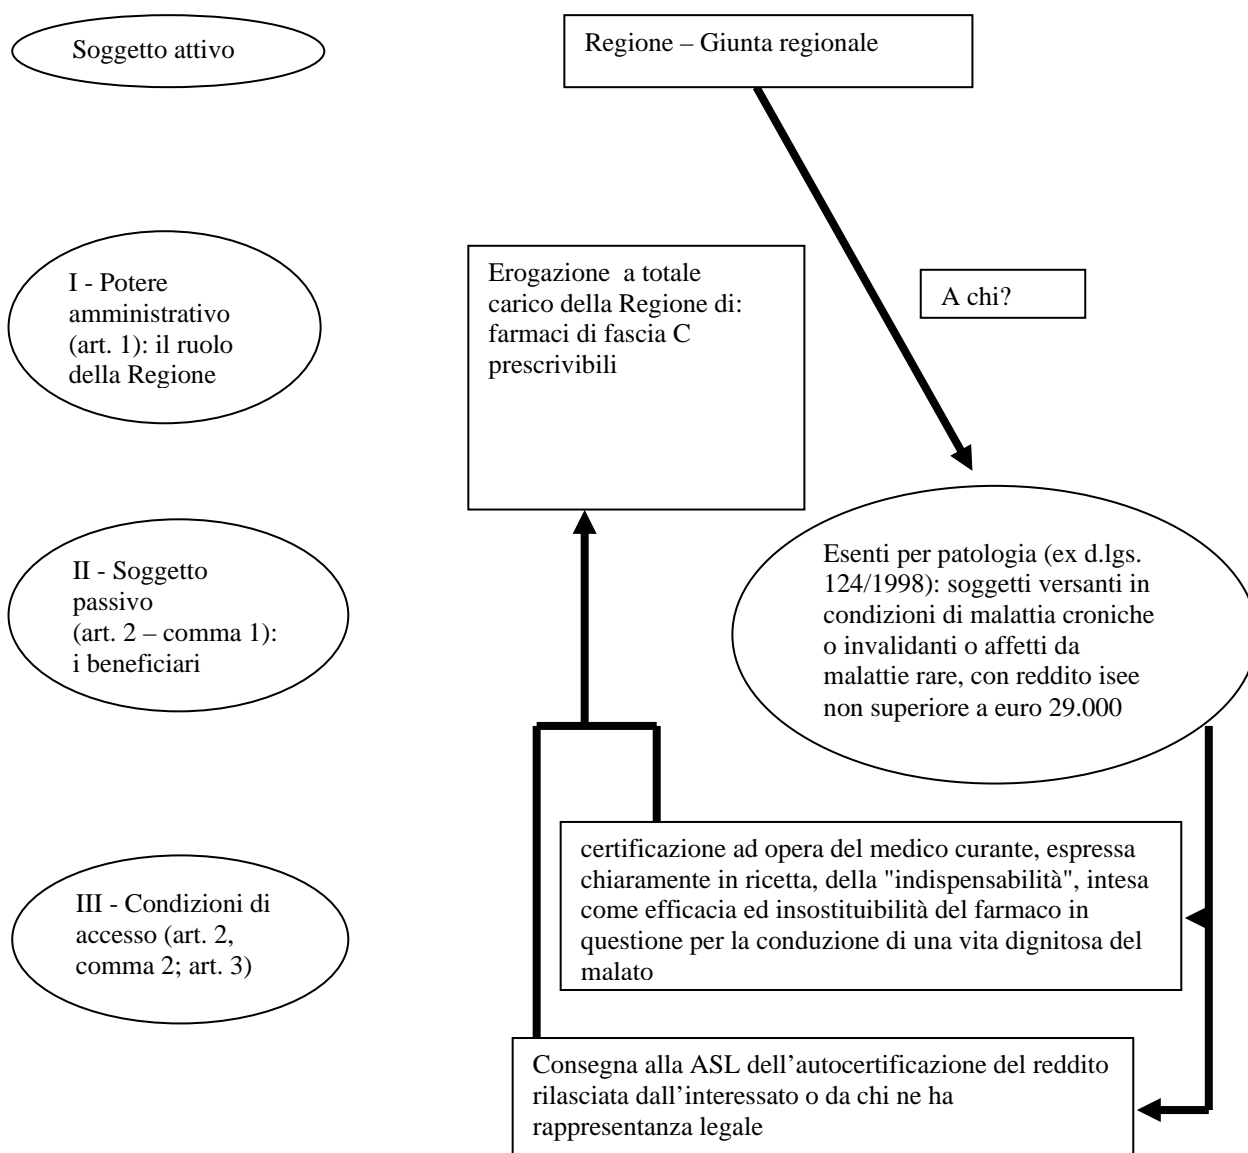 Soggetto attivo
Regione – Giunta regionale
I - Potere
amministrativo
(art. 1): il ruolo
della Regione
Erogazione a totale
carico della Regione di:
farmaci di fascia C
prescrivibili
A chi?
II - Soggetto
passivo
(art. 2 – comma 1):
i beneficiari
Esenti per patologia (ex d.lgs.
124/1998): soggetti versanti in
condizioni di malattia croniche
o invalidanti o affetti da
malattie rare, con reddito isee
non superiore a euro 29.000
III - Condizioni di
accesso (art. 2,
comma 2; art. 3)
certificazione ad opera del medico curante, espressa
chiaramente in ricetta, della "indispensabilità", intesa
come efficacia ed insostituibilità del farmaco in
questione per la conduzione di una vita dignitosa del
malato
Consegna alla ASL dell’autocertificazione del reddito
rilasciata dall’interessato o da chi ne ha
rappresentanza legale